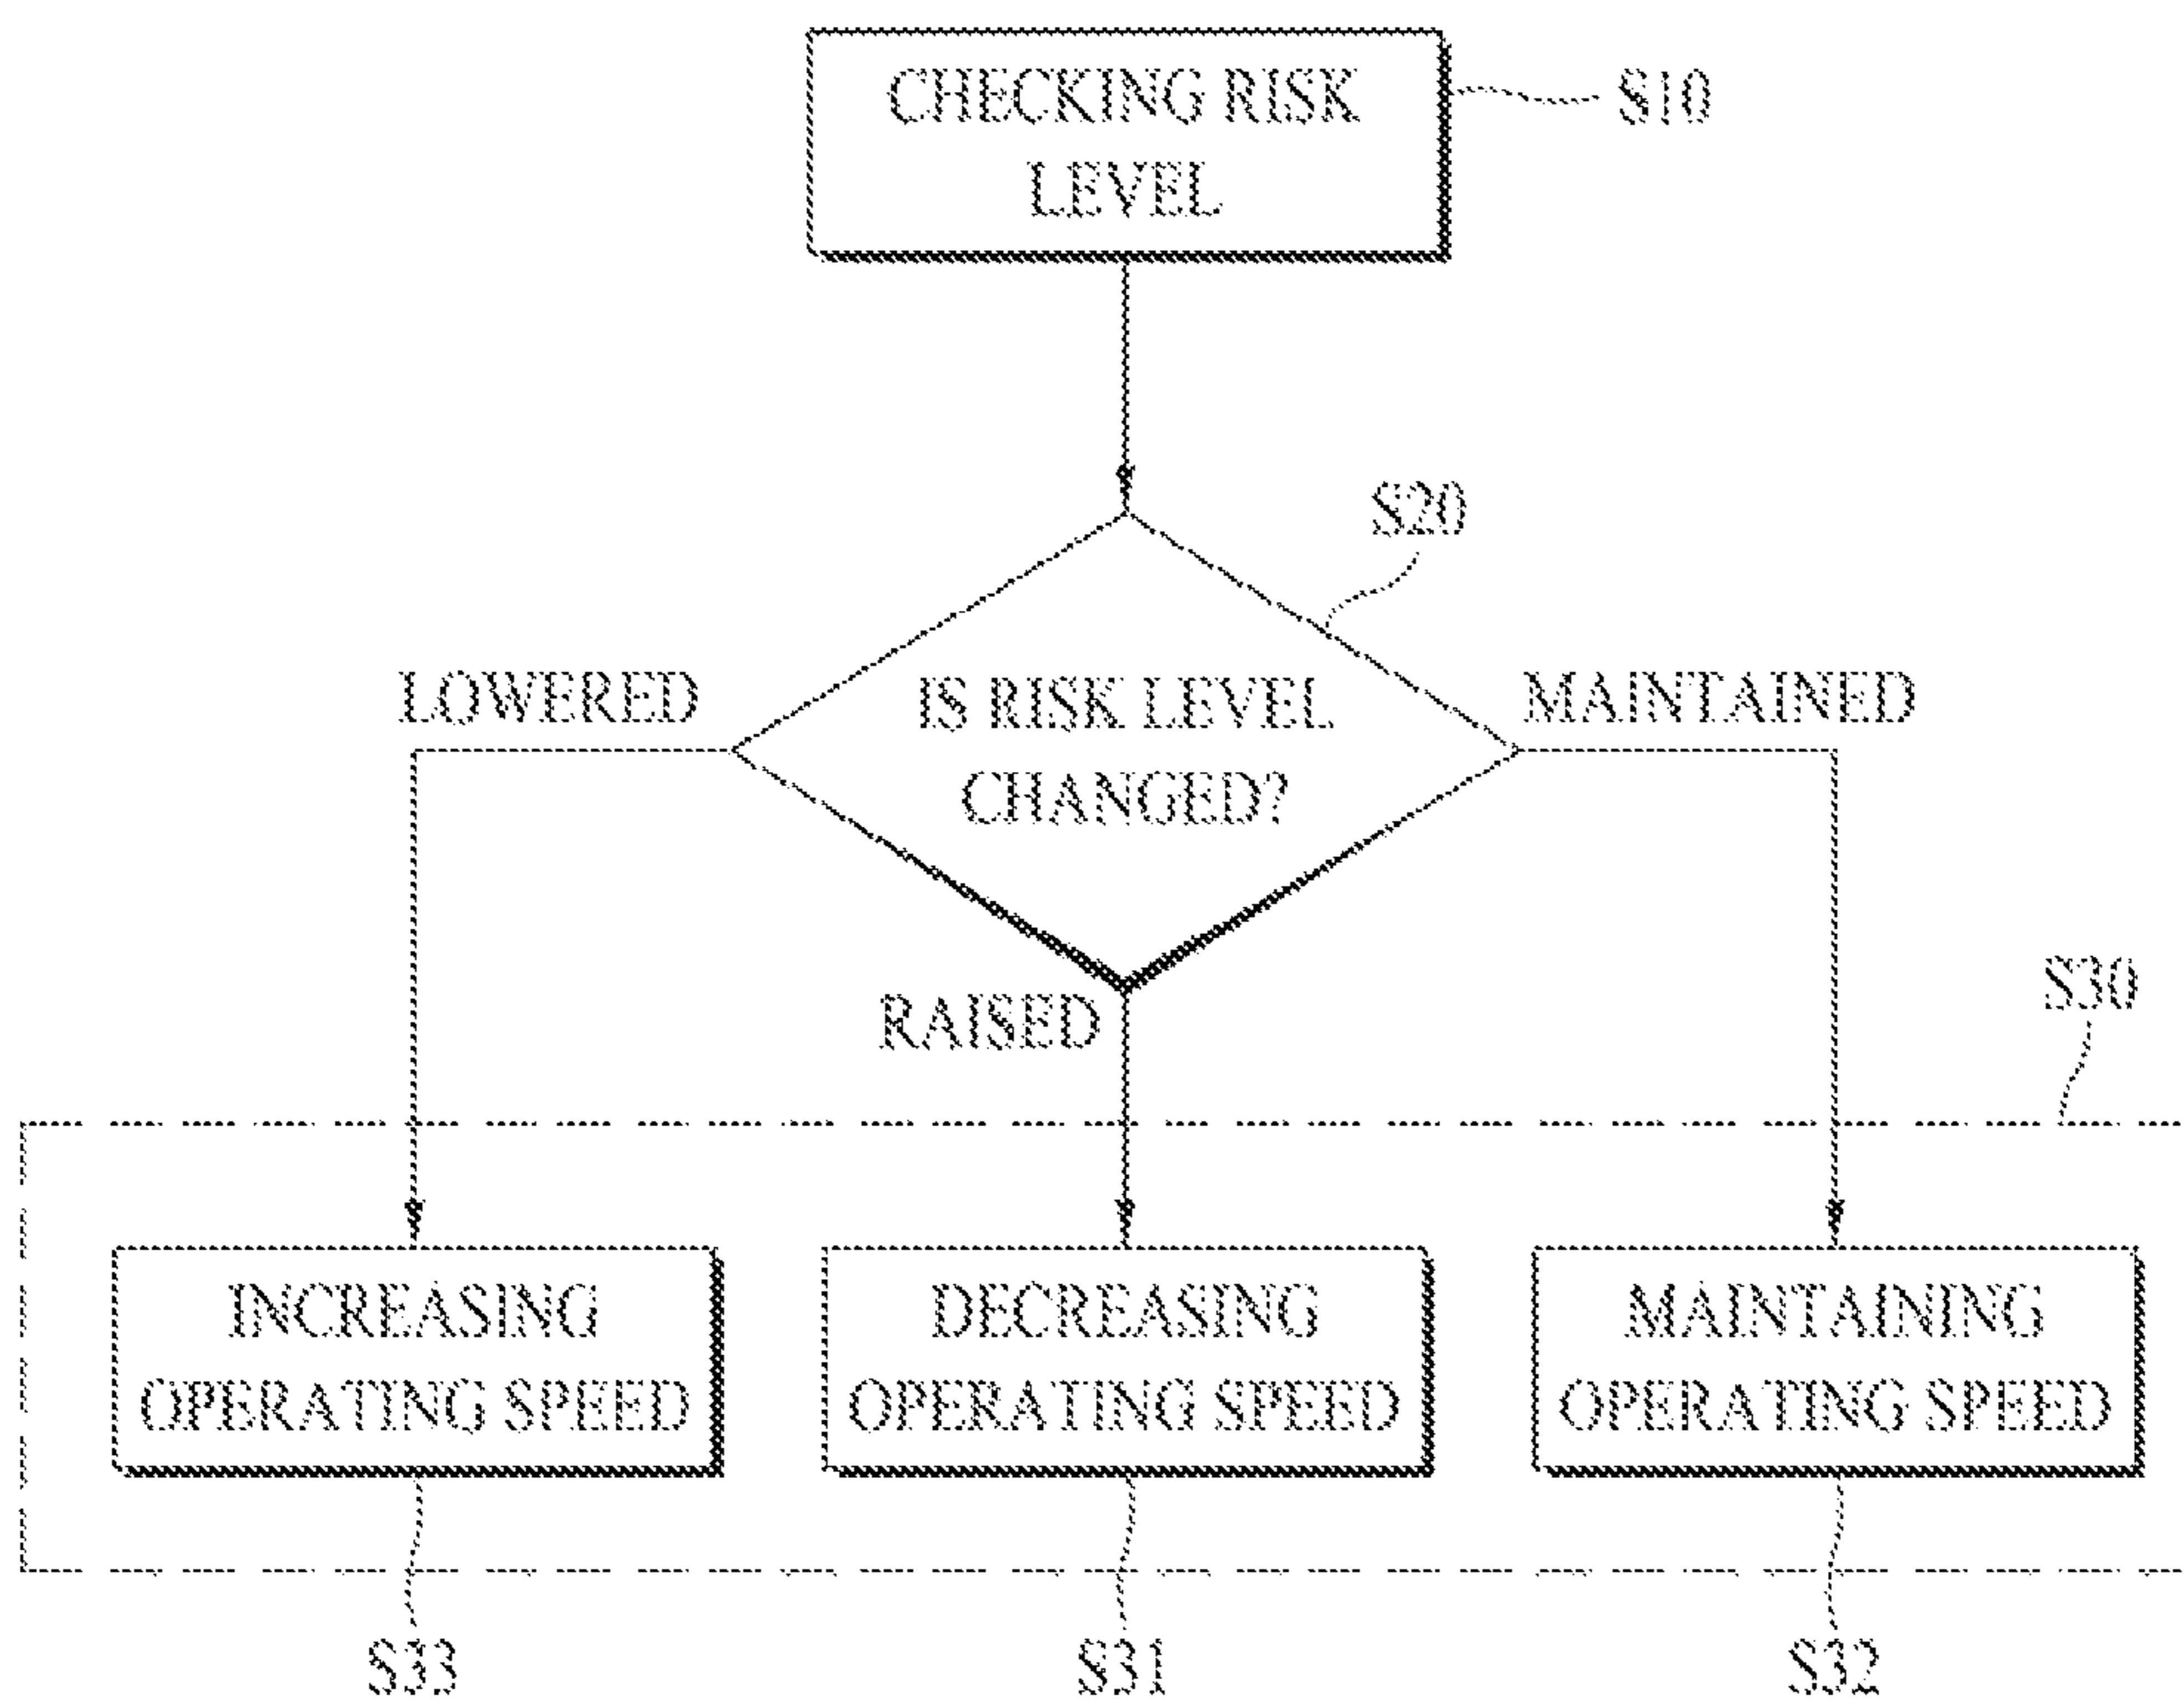 CHECKING RISK
LEVEL
S10
S20
LOWERED
IS RISK LEVEL
CHANGED?
MAINTAINED
RAISED
S30
INCREASING
OPERATING SPEED
DECREASING
OPERATING SPEED
MAINTAINING
OPERATING SPEED
S33
S31
S32